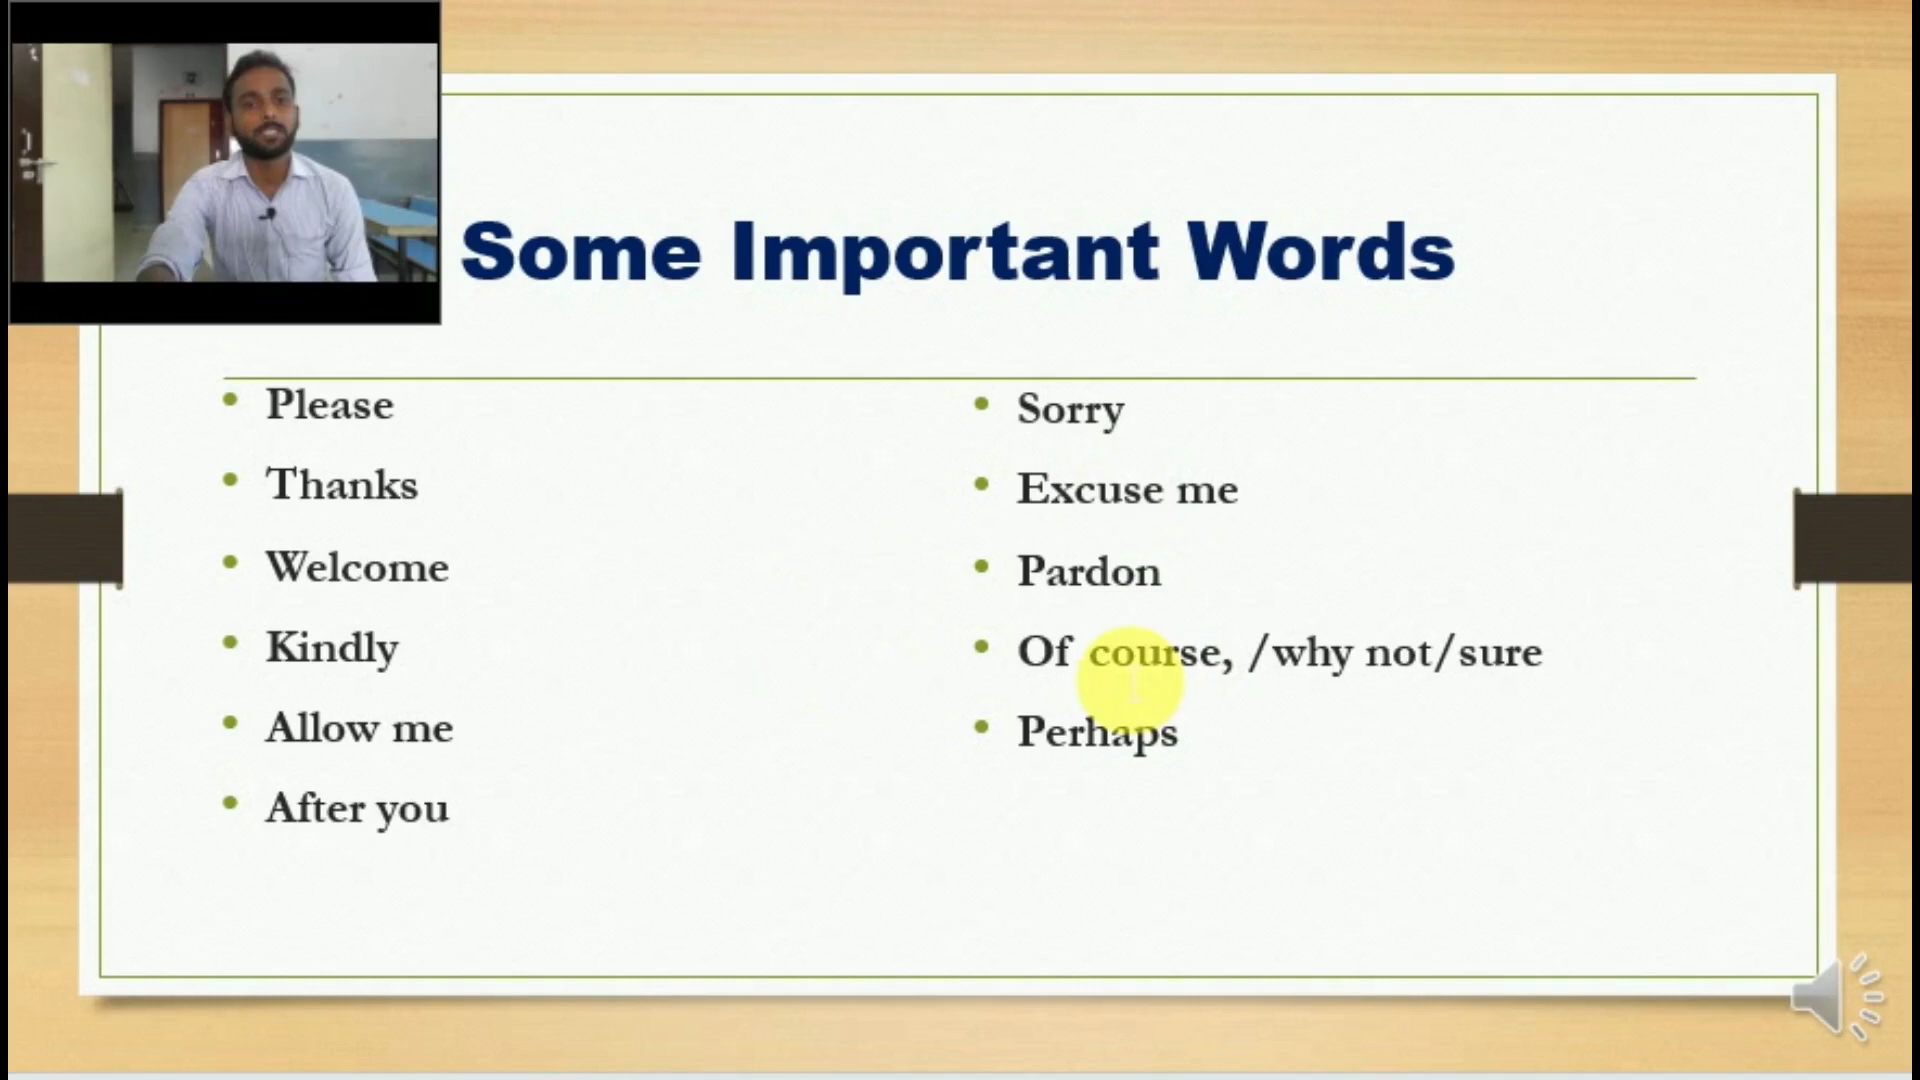 Some Important Words
Please
Thanks
Welcome
Kindly
Allow me
After you
Sorry
Excuse me
Pardon
Of course, /why not/sure
Perhaps